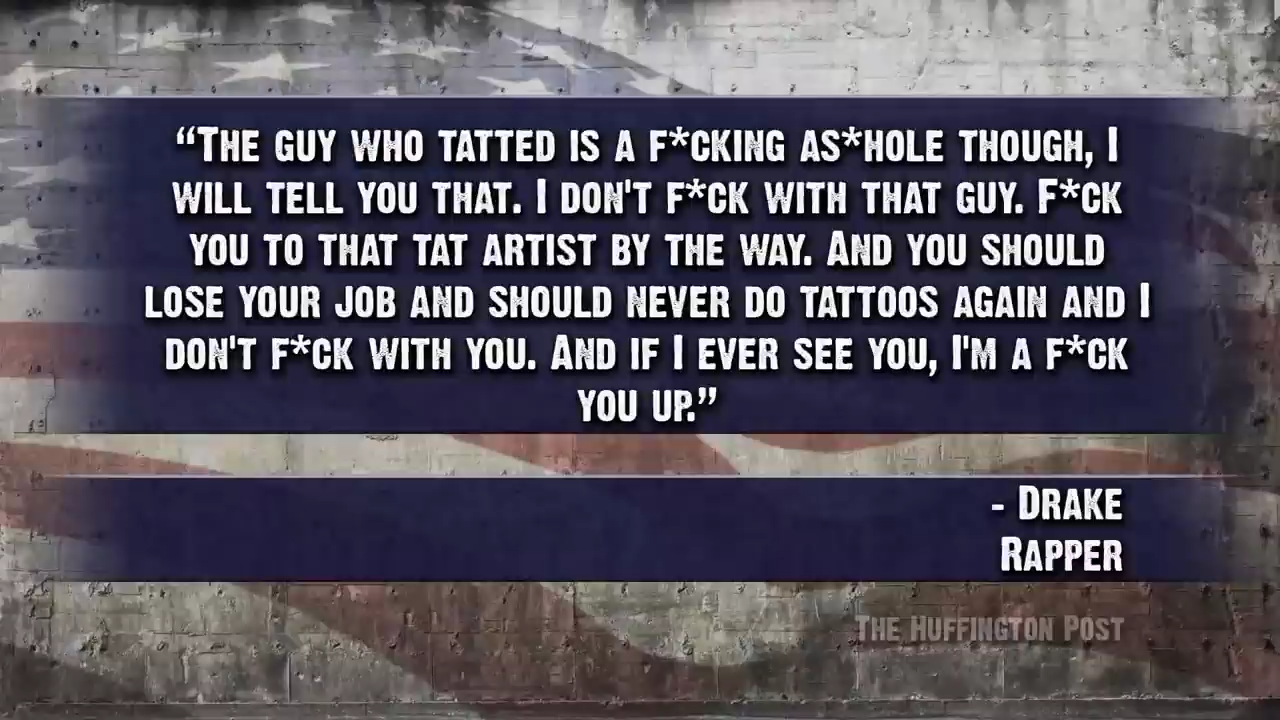 “The guy who tatted is a f*cking as*hole though, I
will tell you that. I don't f*ck with that guy. F*ck
you to that tat artist by the way. And you should
lose your job and should never do tattoos again and I
don't f*ck with you. And if I ever see you, I'm a f*ck
you up.”
- Drake
Rapper
The Huffington Post